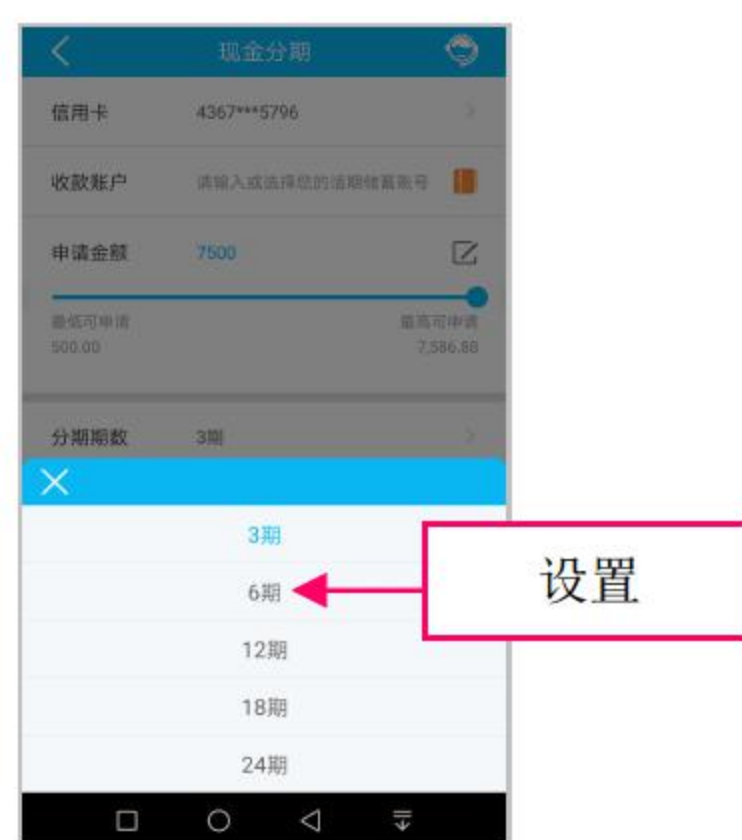 现金分期
信用卡 4367***5796
收款账户 请输入或选择您的活期储蓄账号
申请金额 7500
最低可申请 最高可申请
500.00 7,586.88
分期期数 3期
3期
6期
设置
12期
18期
24期